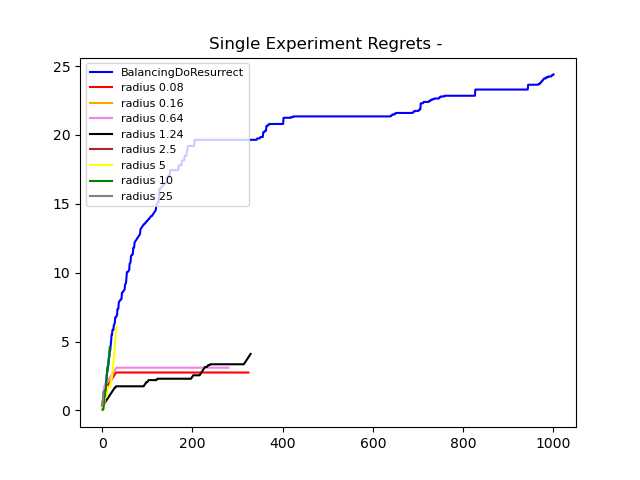 Single Experiment Regrets -
BalancingDoResurrect
radius 0.08
radius 0.16
radius 0.64
radius 1.24
radius 2.5
radius 5
radius 10
radius 25
25
20
15
10
5
0
0 200 400 600 800 1000